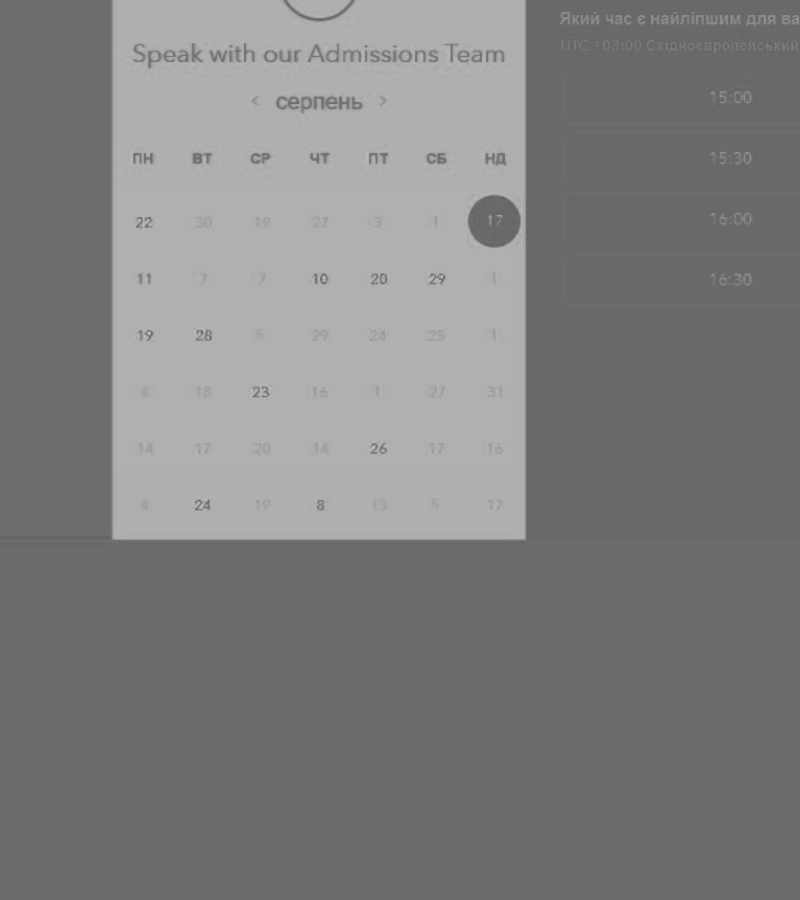 Speak with our Admissions Team
< серпень >
ПН ВТ СР ЧТ ПТ СБ НД
22 30 19 27 3 1 17
11 7 7 10 20 29 1
19 28 5 29 24 25 1
4 18 23 16 1 27 31
14 17 20 14 26 17 16
4 24 19 8 13 5 17
Який час є найліпшим для ва
UTC +03:00 Східноєвропейський
15:00
15:30
16:00
16:30